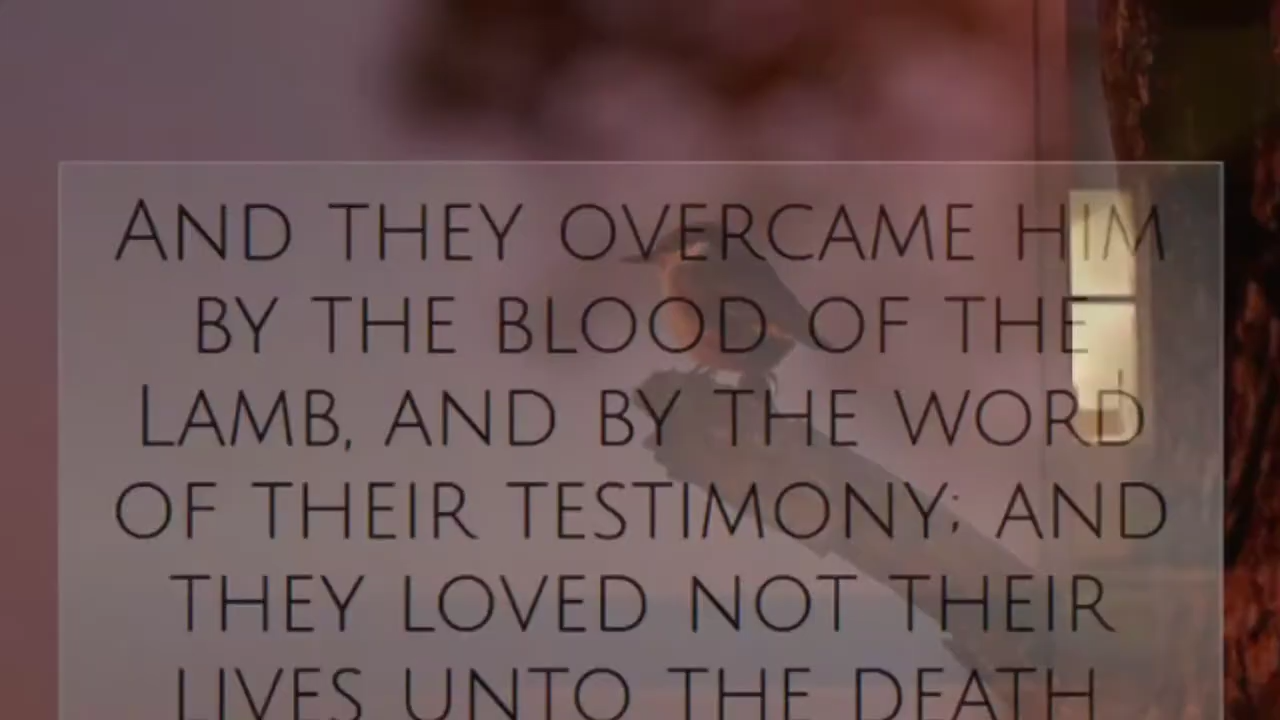 And they overcame him
by the blood of the
Lamb, and by the word
of their testimony; and
they loved not their
lives unto the death